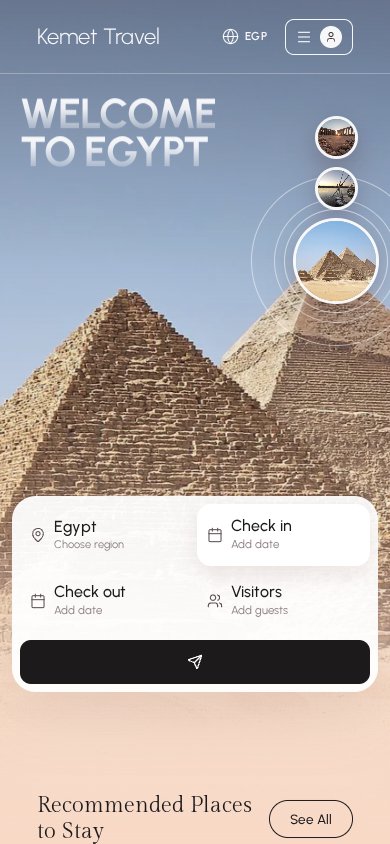 Kemet Travel
EGP
WELCOME
TO EGYPT
Egypt
Choose region
Check in
Add date
Check out
Add date
Visitors
Add guests
Recommended Places
to Stay
See All